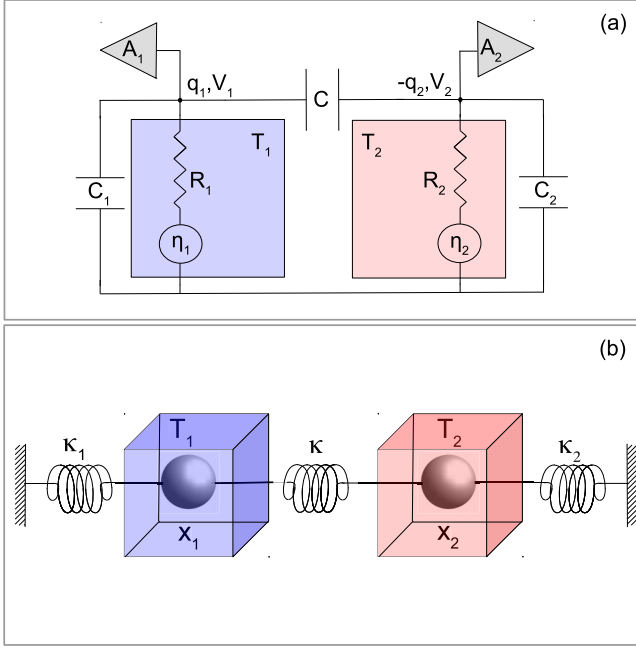 (a)
A₁
A₂
q₁,V₁
C
-q₂,V₂
T₁
T₂
C₁
R₁
R₂
C₂
η₁
η₂
(b)
T₁
T₂
κ₁
κ
κ₂
x₁
x₂